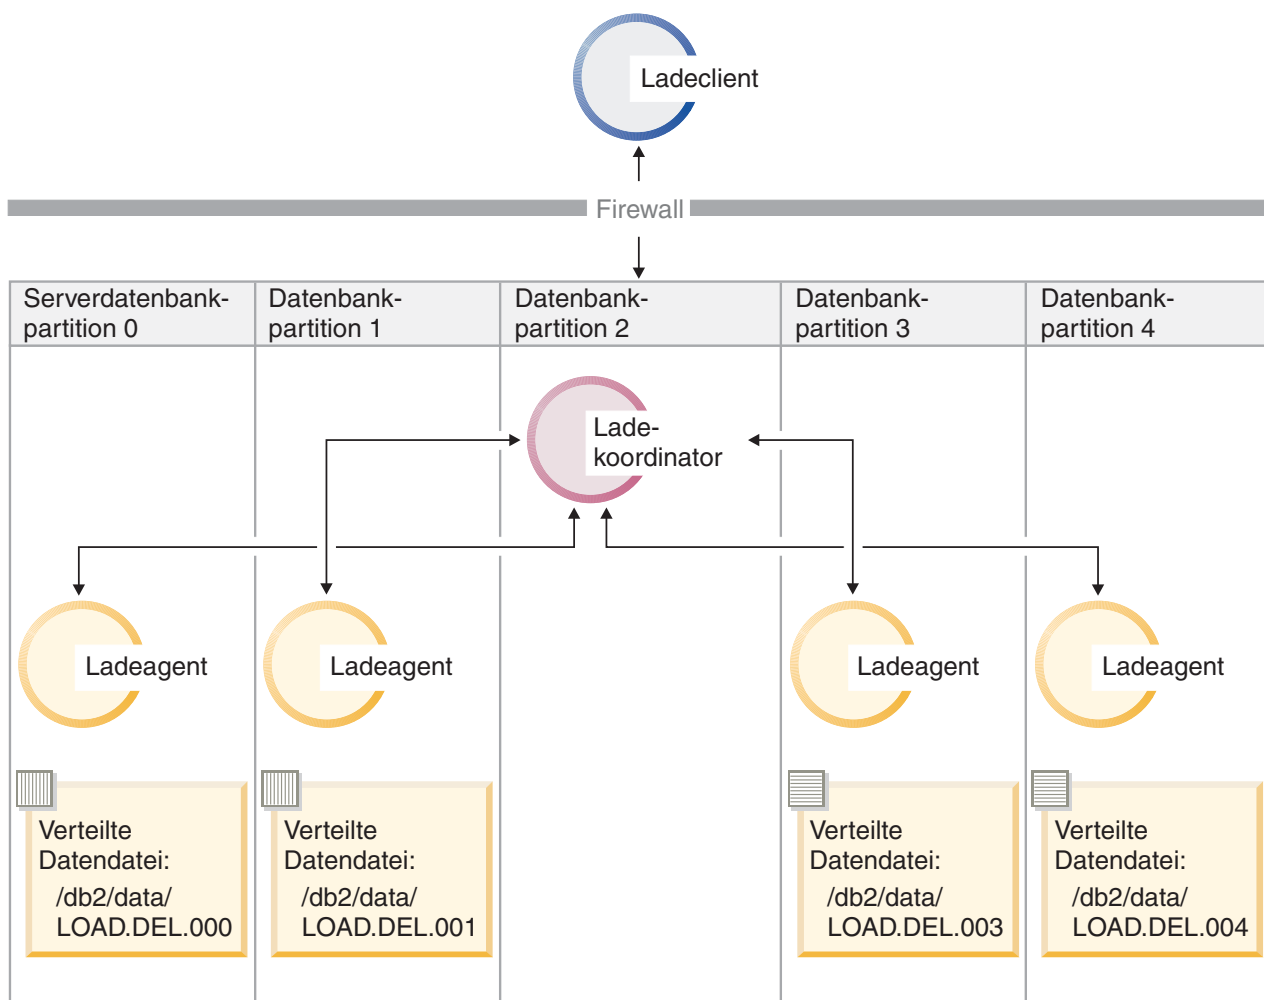 Ladeclient
Firewall
Serverdatenbank-
partition 0
Datenbank-
partition 1
Datenbank-
partition 2
Datenbank-
partition 3
Datenbank-
partition 4
Lade-
koordinator
Ladeagent
Ladeagent
Ladeagent
Ladeagent
Verteilte
Datendatei:
/db2/data/
LOAD.DEL.000
Verteilte
Datendatei:
/db2/data/
LOAD.DEL.001
Verteilte
Datendatei:
/db2/data/
LOAD.DEL.003
Verteilte
Datendatei:
/db2/data/
LOAD.DEL.004